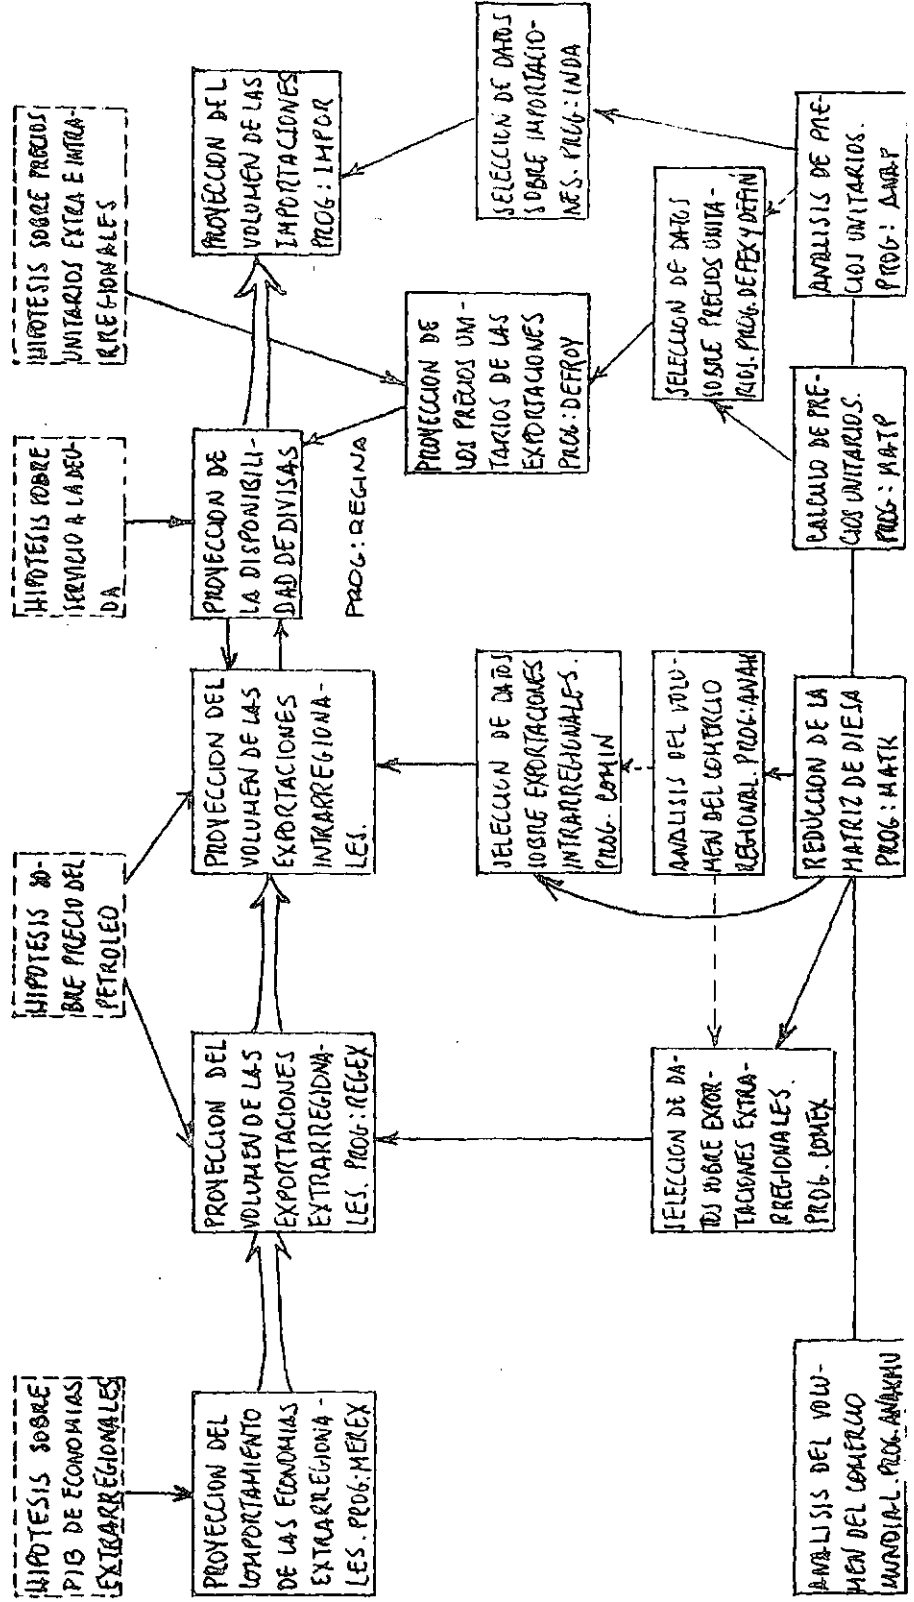 HIPOTESIS SOBRE
PIB DE ECONOMIAS
EXTRARREGIONALES
HIPOTESIS SO-
BRE PRECIO DEL
PETROLEO
HIPOTESIS SOBRE
SERVICIO A LA DEU-
DA
HIPOTESIS SOBRE PRECIOS
UNITARIOS EXTRA E INTRA-
RREGIONALES
PROYECCION DEL
COMPORTAMIENTO
DE LAS ECONOMIAS
EXTRARREGIONA-
LES. PROG:MEREX
PROYECCION DEL
VOLUMEN DE LAS
EXPORTACIONES
EXTRARREGIONA-
LES. PROG:REGEX
PROYECCION DEL
VOLUMEN DE LAS
EXPORTACIONES
INTRARREGIONA-
LES.
PROYECCION DE
LA DISPONIBILI-
DAD DE DIVISAS
PROG:REGINA
PROYECCION DEL
VOLUMEN DE LAS
IMPORTACIONES
PROG:IMPOR
PROYECCION DE
LOS PRECIOS UNI-
TARIOS DE LAS
EXPORTACIONES
PROG:DEFROY
SELECCION DE DATOS
SOBRE EXPORTACIONES
INTRARREGIONALES.
PROG. COMIN
SELECCION DE DATOS
SOBRE IMPORTACIO-
NES. PROG:INDA
SELECCION DE DA-
TOS SOBRE EXPOR-
TACIONES EXTRA-
RREGIONALES.
PROG. COMEX
ANALISIS DEL VOLU-
MEN DEL COMERCIO
REGIONAL. PROG:ANAK
SELECCION DE DATOS
SOBRE PRECIOS UNITA-
RIOS. PROG. DEFEX Y DEFIN
ANALISIS DEL VOLU-
MEN DEL COMERCIO
MUNDIAL. PROG. ANAKMU
REDUCCION DE LA
MATRIZ DE DIESA
PROG:MATK
CALCULO DE PRE-
CIOS UNITARIOS.
PROG:MATP
ANALISIS DE PRE-
CIOS UNITARIOS.
PROG: ANAP